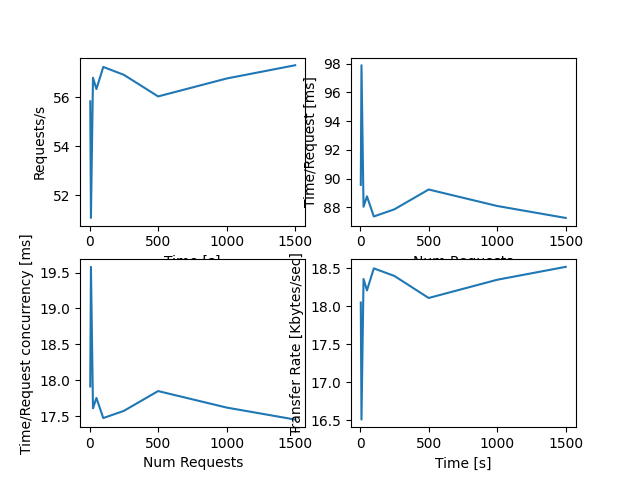 Requests/s
56
54
52
0 500 1000 1500
Time [s]
Time/Request [ms]
98
96
94
92
90
88
0 500 1000 1500
Num Requests
Time/Request concurrency [ms]
19.5
19.0
18.5
18.0
17.5
0 500 1000 1500
Num Requests
Transfer Rate [Kbytes/sec]
18.5
18.0
17.5
17.0
16.5
0 500 1000 1500
Time [s]